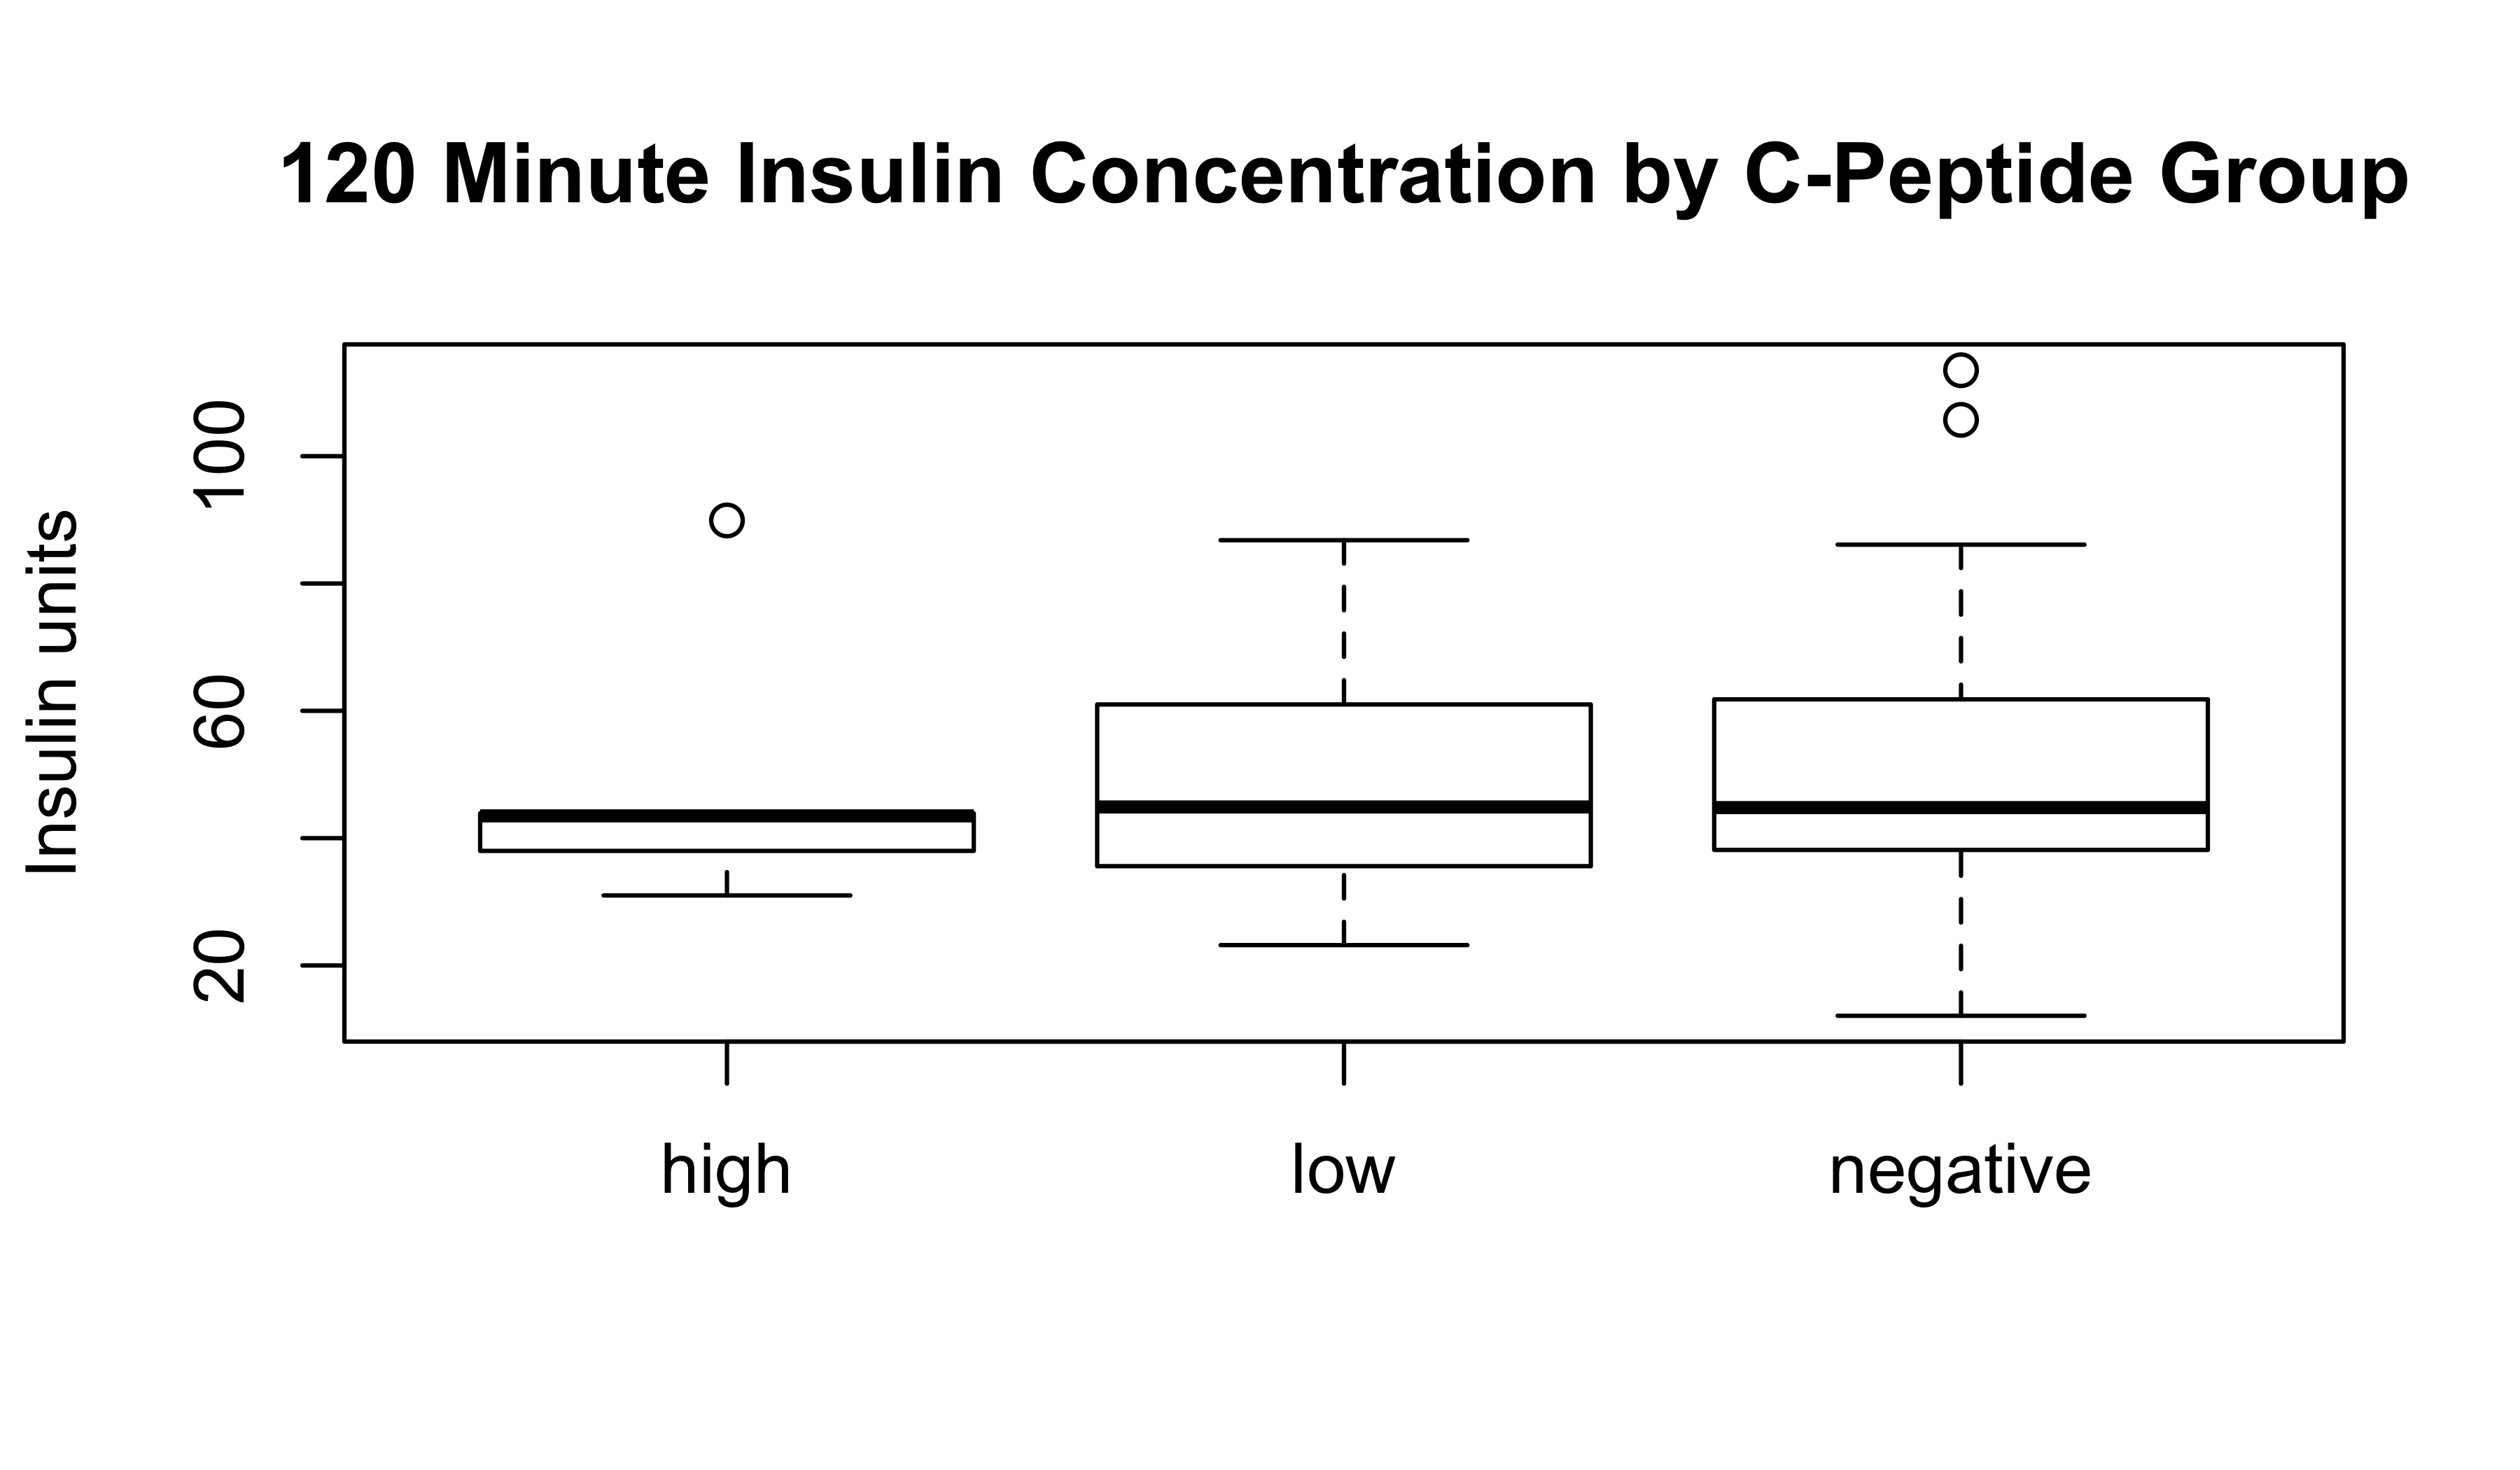 120 Minute Insulin Concentration by C-Peptide Group
Insulin units
100
60
20
high
low
negative